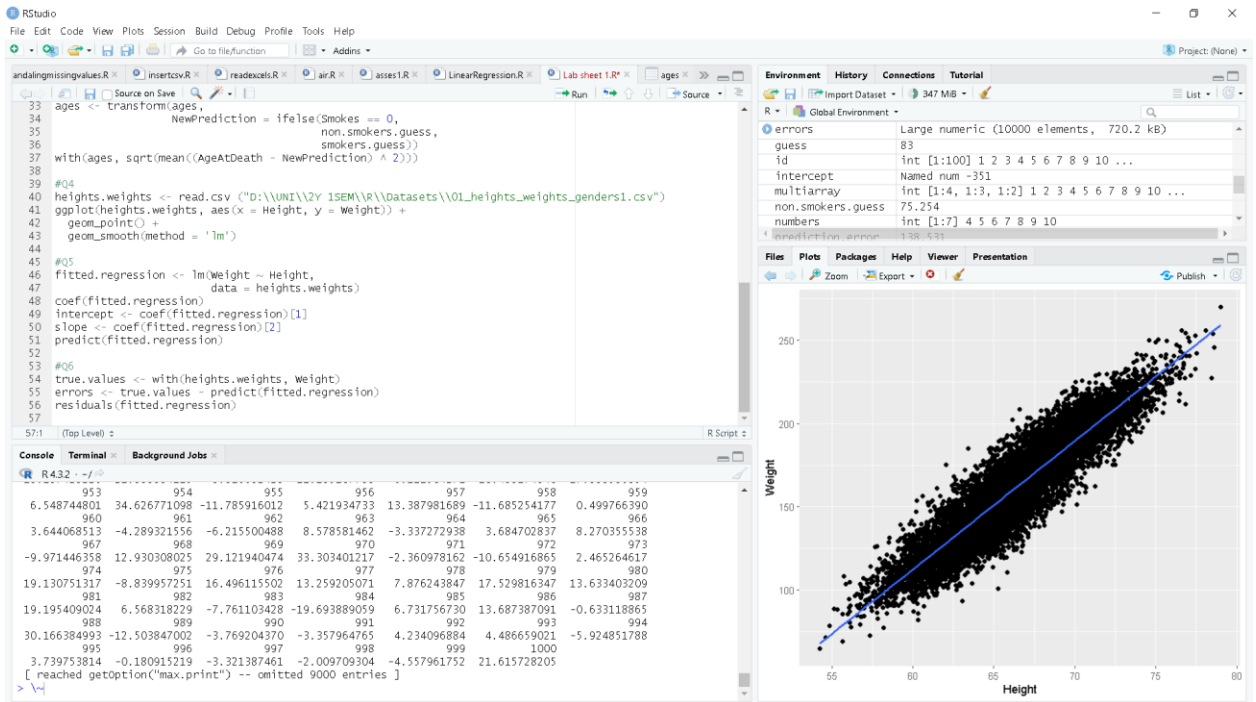 RStudio
File Edit Code View Plots Session Build Debug Profile Tools Help
Go to file/function Addins Project: (None)
andalingmissingvalues.R insertcsv.R readexcels.R air.R asses1.R LinearRegression.R Lab sheet 1.R* ages
Source on Save Run Source
33 ages <- transform(ages,
34 NewPrediction = ifelse(Smokes == 0,
35 non.smokers.guess,
36 smokers.guess))
37 with(ages, sqrt(mean((AgeAtDeath - NewPrediction) ^ 2)))
38
39 #Q4
40 heights.weights <- read.csv ("D:\\UNI\\2Y 1SEM\\R\\Datasets\\01_heights_weights_genders1.csv")
41 ggplot(heights.weights, aes(x = Height, y = Weight)) +
42 geom_point() +
43 geom_smooth(method = 'lm')
44
45 #Q5
46 fitted.regression <- lm(Weight ~ Height,
47 data = heights.weights)
48 coef(fitted.regression)
49 intercept <- coef(fitted.regression)[1]
50 slope <- coef(fitted.regression)[2]
51 predict(fitted.regression)
52
53 #Q6
54 true.values <- with(heights.weights, Weight)
55 errors <- true.values - predict(fitted.regression)
56 residuals(fitted.regression)
57
57:1 (Top Level) R Script
Console Terminal Background Jobs
R 4.3.2 · ~/
953 954 955 956 957 958 959
6.548744801 34.626771098 -11.785916012 5.421934733 13.387981689 -11.685254177 0.499766390
960 961 962 963 964 965 966
3.644068513 -4.289321556 -6.215500488 8.578581462 -3.337272938 3.684702837 8.270355538
967 968 969 970 971 972 973
-9.971446358 12.930308025 29.121940474 33.303401217 -2.360978162 -10.654916865 2.465264617
974 975 976 977 978 979 980
19.130751317 -8.839957251 16.496115502 13.259205071 7.876243847 17.529816347 13.633403209
981 982 983 984 985 986 987
19.195409024 6.568318229 -7.761103428 -19.693889059 6.731756730 13.687387091 -0.633118865
988 989 990 991 992 993 994
30.166384993 -12.503847002 -3.769204370 -3.357964765 4.234096884 4.486659021 -5.924851788
995 996 997 998 999 1000
3.739753814 -0.180915219 -3.321387461 -2.009709304 -4.557961752 21.615728205
[ reached getOption("max.print") -- omitted 9000 entries ]
> \~
Environment History Connections Tutorial
Import Dataset 347 MiB List
R Global Environment
errors Large numeric (10000 elements, 720.2 kB)
guess 83
id int [1:100] 1 2 3 4 5 6 7 8 9 10 ...
intercept Named num -351
multiarray int [1:4, 1:3, 1:2] 1 2 3 4 5 6 7 8 9 10 ...
non.smokers.guess 75.254
numbers int [1:7] 4 5 6 7 8 9 10
prediction.error 138.531
Files Plots Packages Help Viewer Presentation
Zoom Export Publish
250
200
150
100
Weight
55 60 65 70 75 80
Height